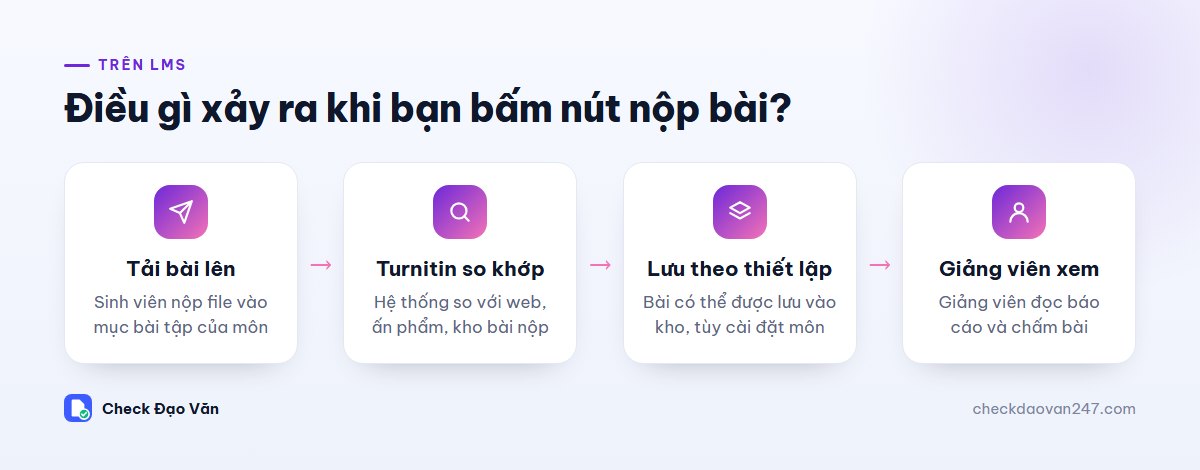 TRÊN LMS
Điều gì xảy ra khi bạn bấm nút nộp bài?
Tải bài lên
Sinh viên nộp file vào
mục bài tập của môn
Turnitin so khớp
Hệ thống so với web,
ấn phẩm, kho bài nộp
Lưu theo thiết lập
Bài có thể được lưu vào
kho, tùy cài đặt môn
Giảng viên xem
Giảng viên đọc báo
cáo và chấm bài
Check Đạo Văn
checkdaovan247.com